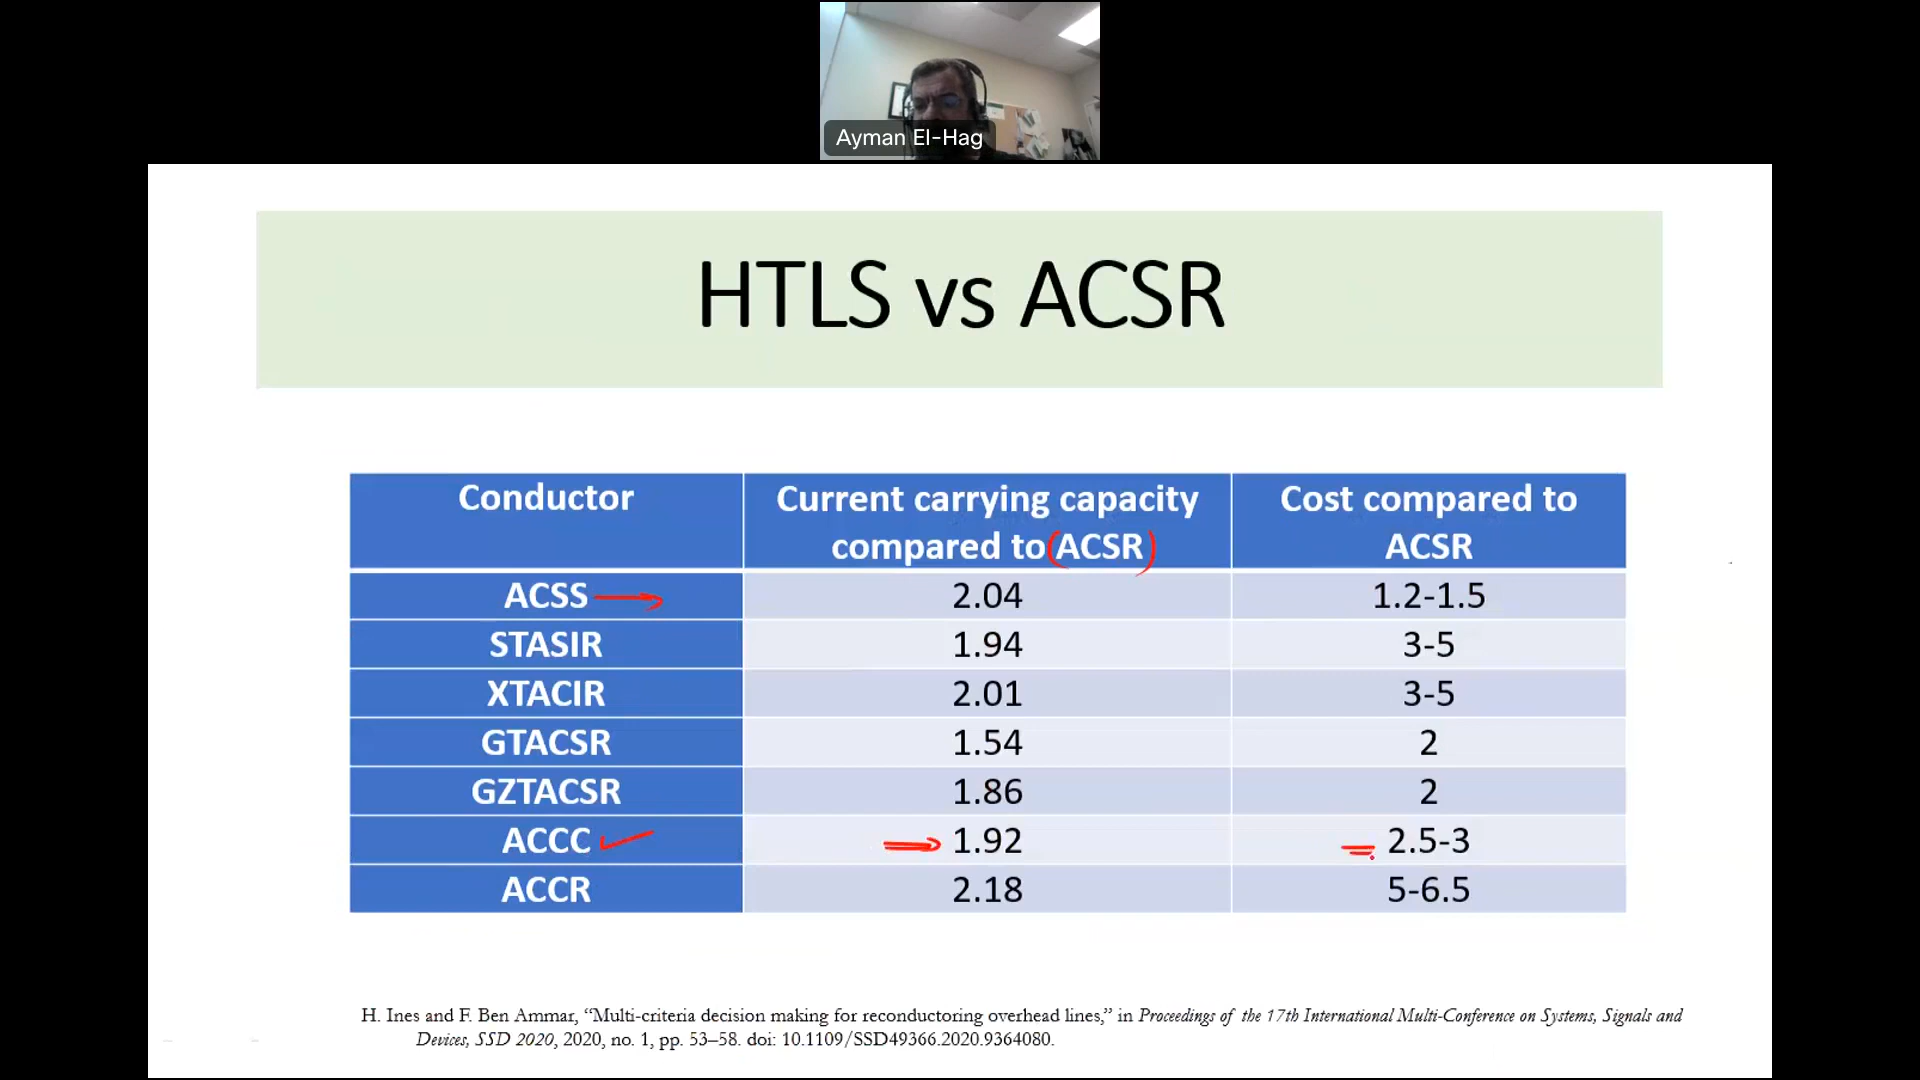 Ayman El-Hag
HTLS vs ACSR
Conductor
Current carrying capacity
compared to (ACSR)
Cost compared to
ACSR
ACSS 2.04 1.2-1.5
STASIR 1.94 3-5
XTACIR 2.01 3-5
GTACSR 1.54 2
GZTACSR 1.86 2
ACCC 1.92 2.5-3
ACCR 2.18 5-6.5
H. Ines and F. Ben Ammar, “Multi-criteria decision making for reconductoring overhead lines,” in Proceedings of the 17th International Multi-Conference on Systems, Signals and
Devices, SSD 2020, 2020, no. 1, pp. 53–58. doi: 10.1109/SSD49366.2020.9364080.